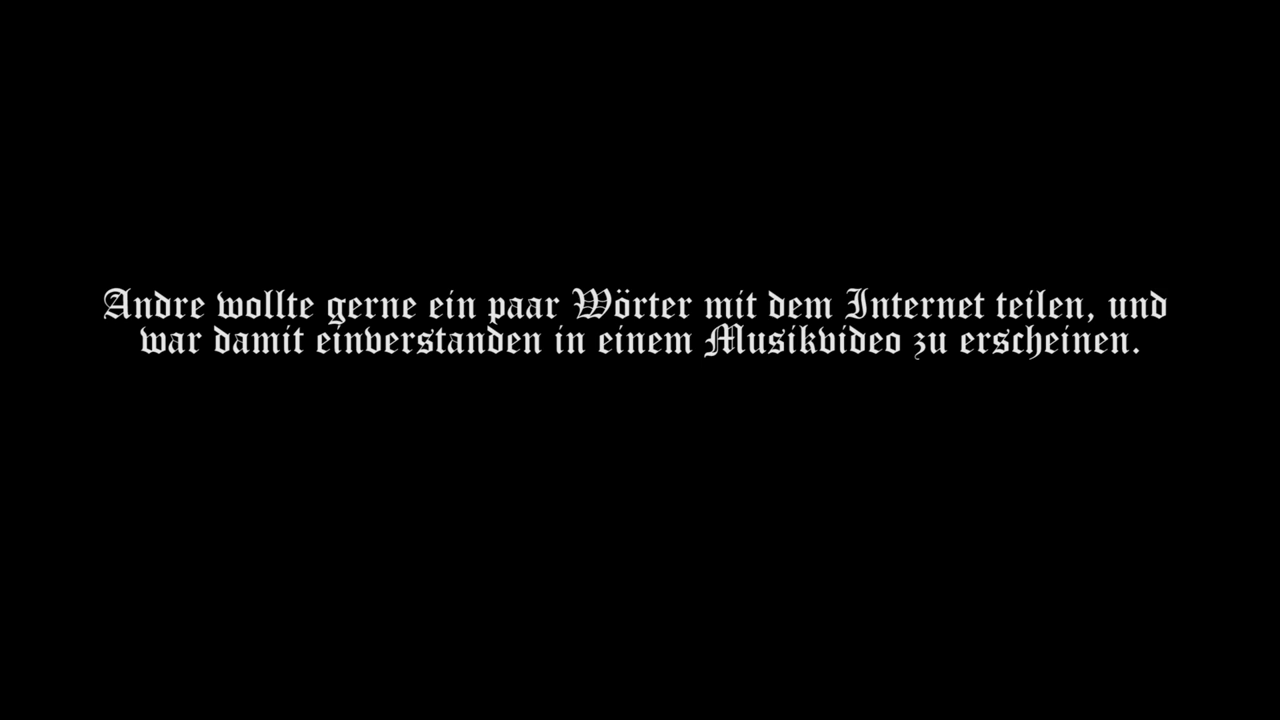 Andre wollte gerne ein paar Wörter mit dem Internet teilen, und
war damit einverstanden in einem Musikvideo zu erscheinen.